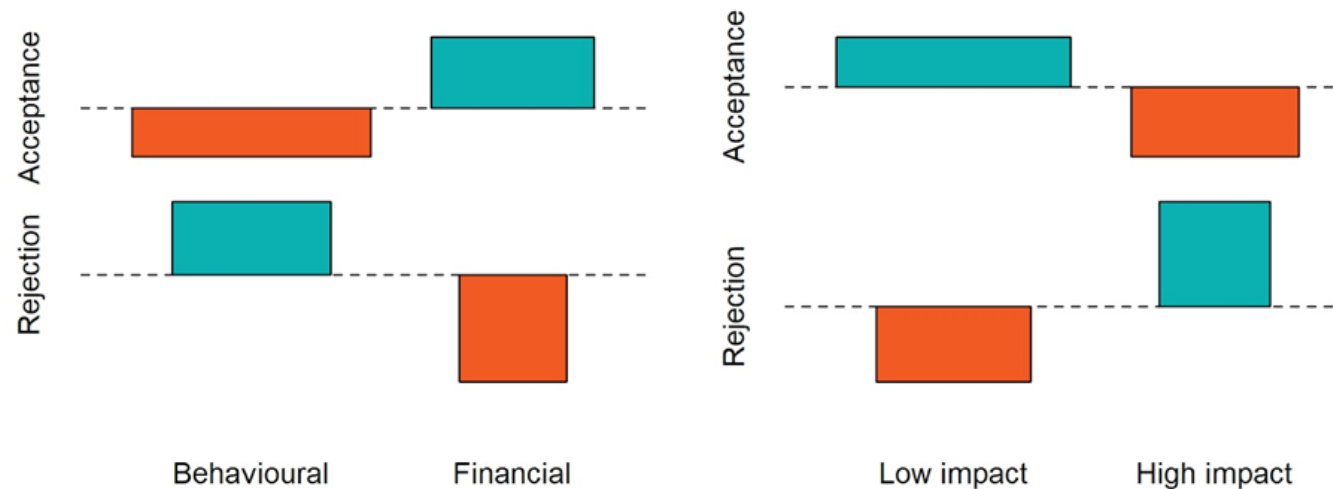 Acceptance
Rejection
Behavioural
Financial
Acceptance
Rejection
Low impact
High impact